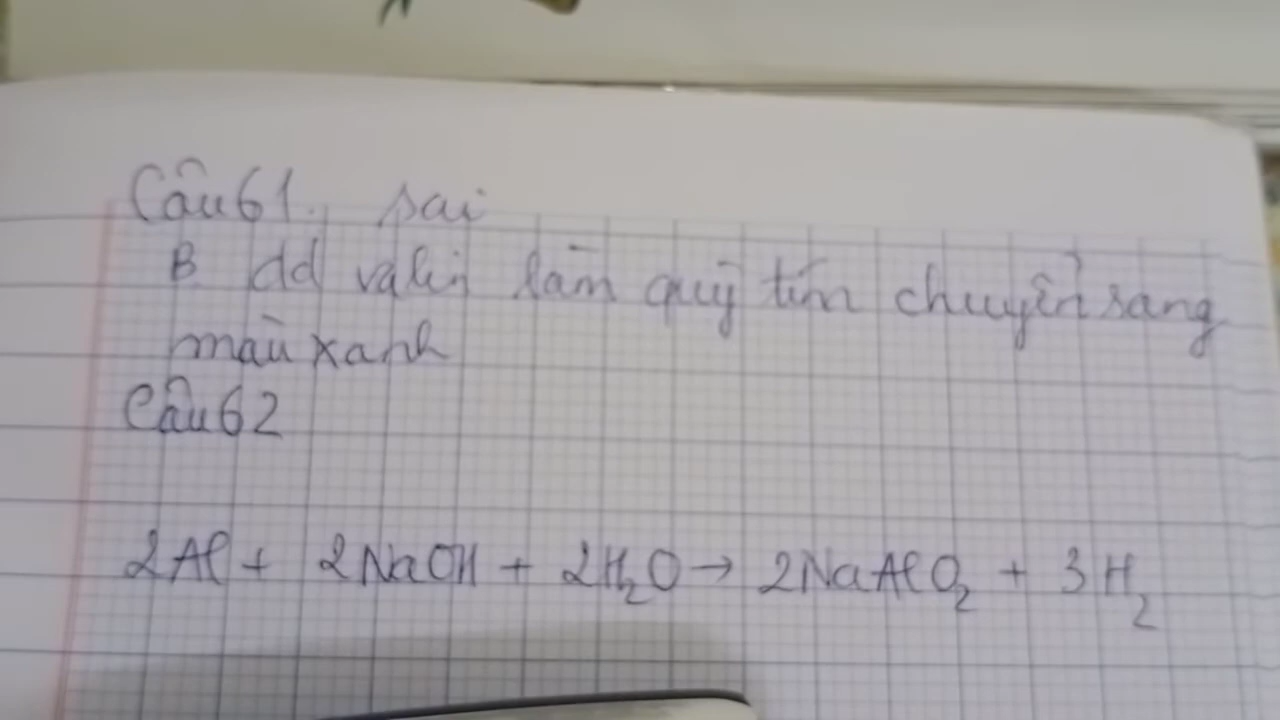 Câu 61. sai
B dd valin làm quỳ tím chuyển sang
màu xanh
Câu 62
2Al + 2NaOH + 2H₂O → 2NaAlO₂ + 3H₂